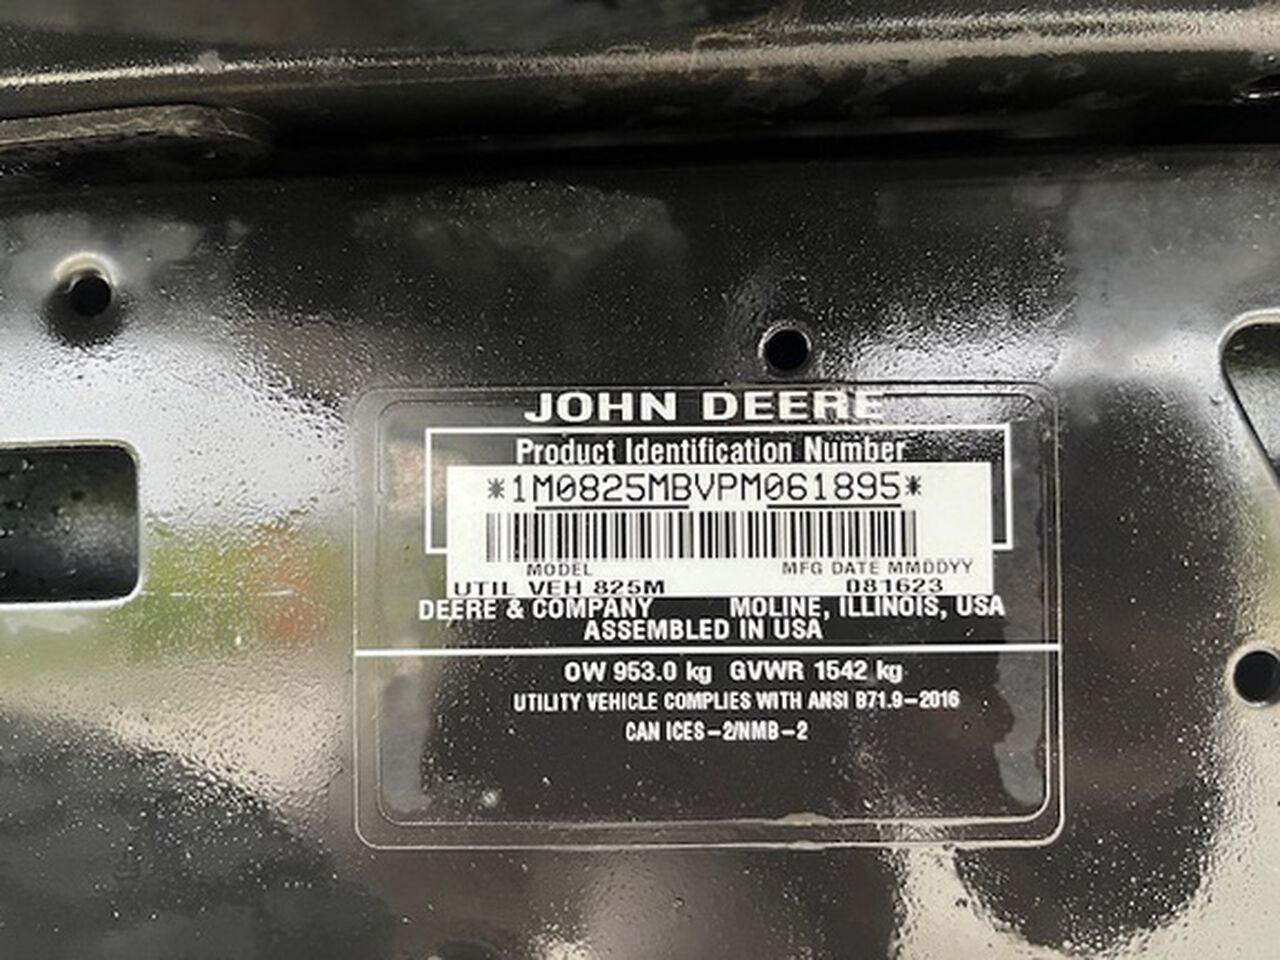 JOHN DEERE
Product Identification Number
*1M0825MBVPM061895*
MODEL MFG DATE MMDDYY
UTIL VEH 825M 081623
DEERE & COMPANY MOLINE, ILLINOIS, USA
ASSEMBLED IN USA
OW 953.0 kg GVWR 1542 kg
UTILITY VEHICLE COMPLIES WITH ANSI B71.9-2016
CAN ICES-2/NMB-2